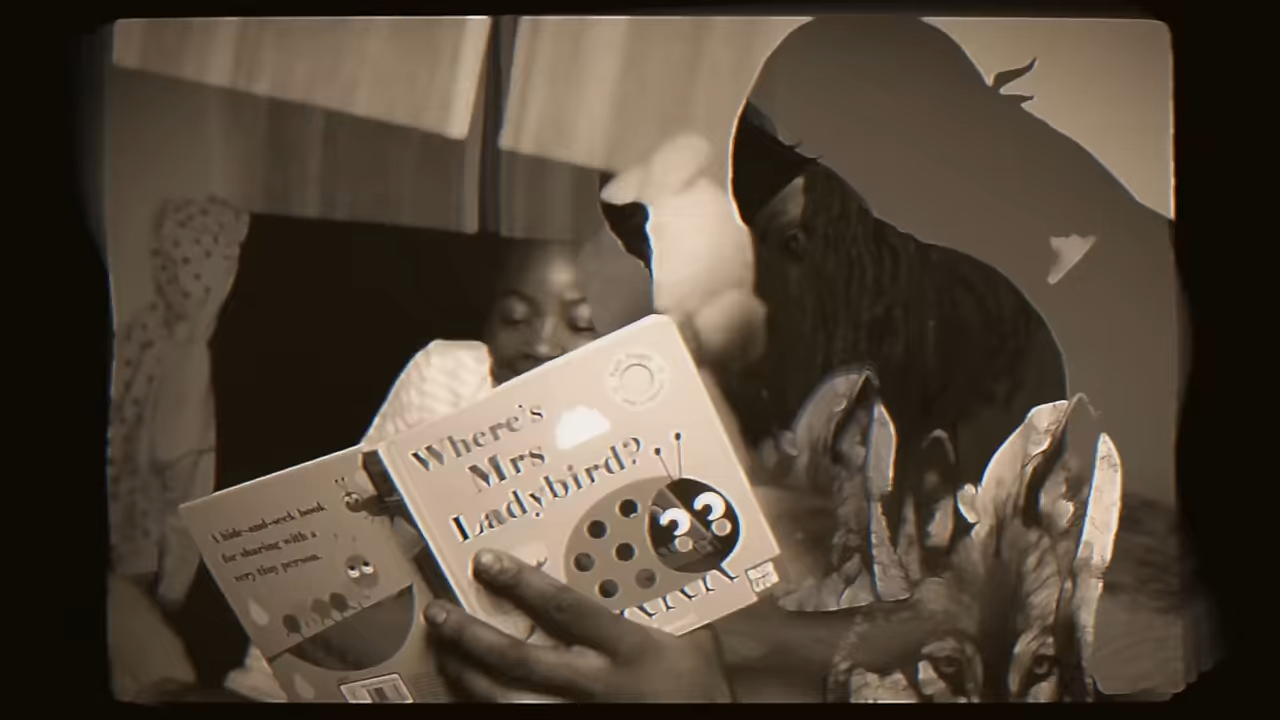 Where's
Mrs
Ladybird?
A hide-and-seek book
for sharing with a
very tiny person.